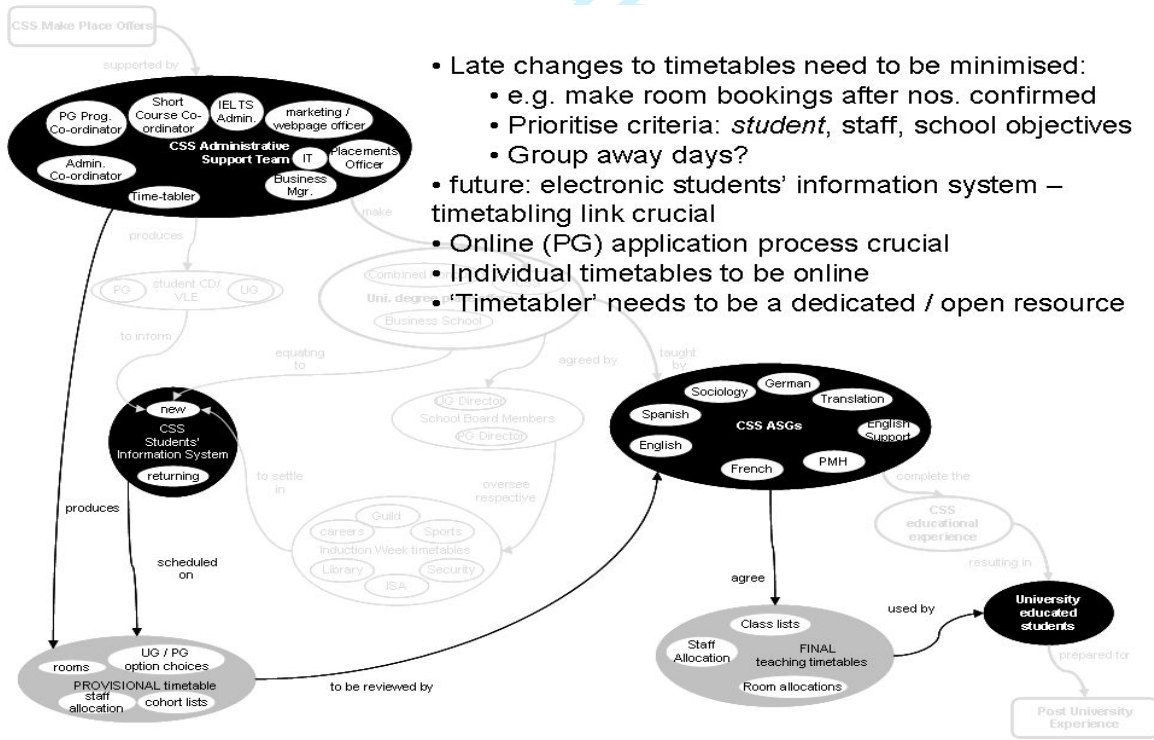 CSS Make Place Offers
supported by
PG Prog.
Co-ordinator
Short
Course Co-
ordinator
IELTS
Admin.
marketing /
webpage officer
CSS Administrative
Support Team
IT
Placements
Officer
Admin.
Co-ordinator
Business
Mgr.
Time-tabler
• Late changes to timetables need to be minimised:
• e.g. make room bookings after nos. confirmed
• Prioritise criteria: student, staff, school objectives
• Group away days?
• future: electronic students' information system –
timetabling link crucial
• Online (PG) application process crucial
• Individual timetables to be online
• 'Timetabler' needs to be a dedicated / open resource
produces
make
PG
student CD/
VLE
UG
Combined
Uni. degree
Business School
to inform
equating
to
agreed by
taught
by
new
CSS
Students'
Information System
returning
UG Director
School Board Members
PG Director
Sociology
German
Translation
Spanish
CSS ASGs
English
Support
English
French
PMH
produces
scheduled
on
to settle
in
oversee
respective
Guild
careers
Sports
Induction Week timetables
Library
Security
ISA
complete the
CSS
educational
experience
resulting in
agree
used by
University
educated
students
rooms
UG / PG
option choices
PROVISIONAL timetable
staff
allocation
cohort lists
to be reviewed by
Class lists
Staff
Allocation
FINAL
teaching timetables
Room allocations
prepared for
Post University
Experience